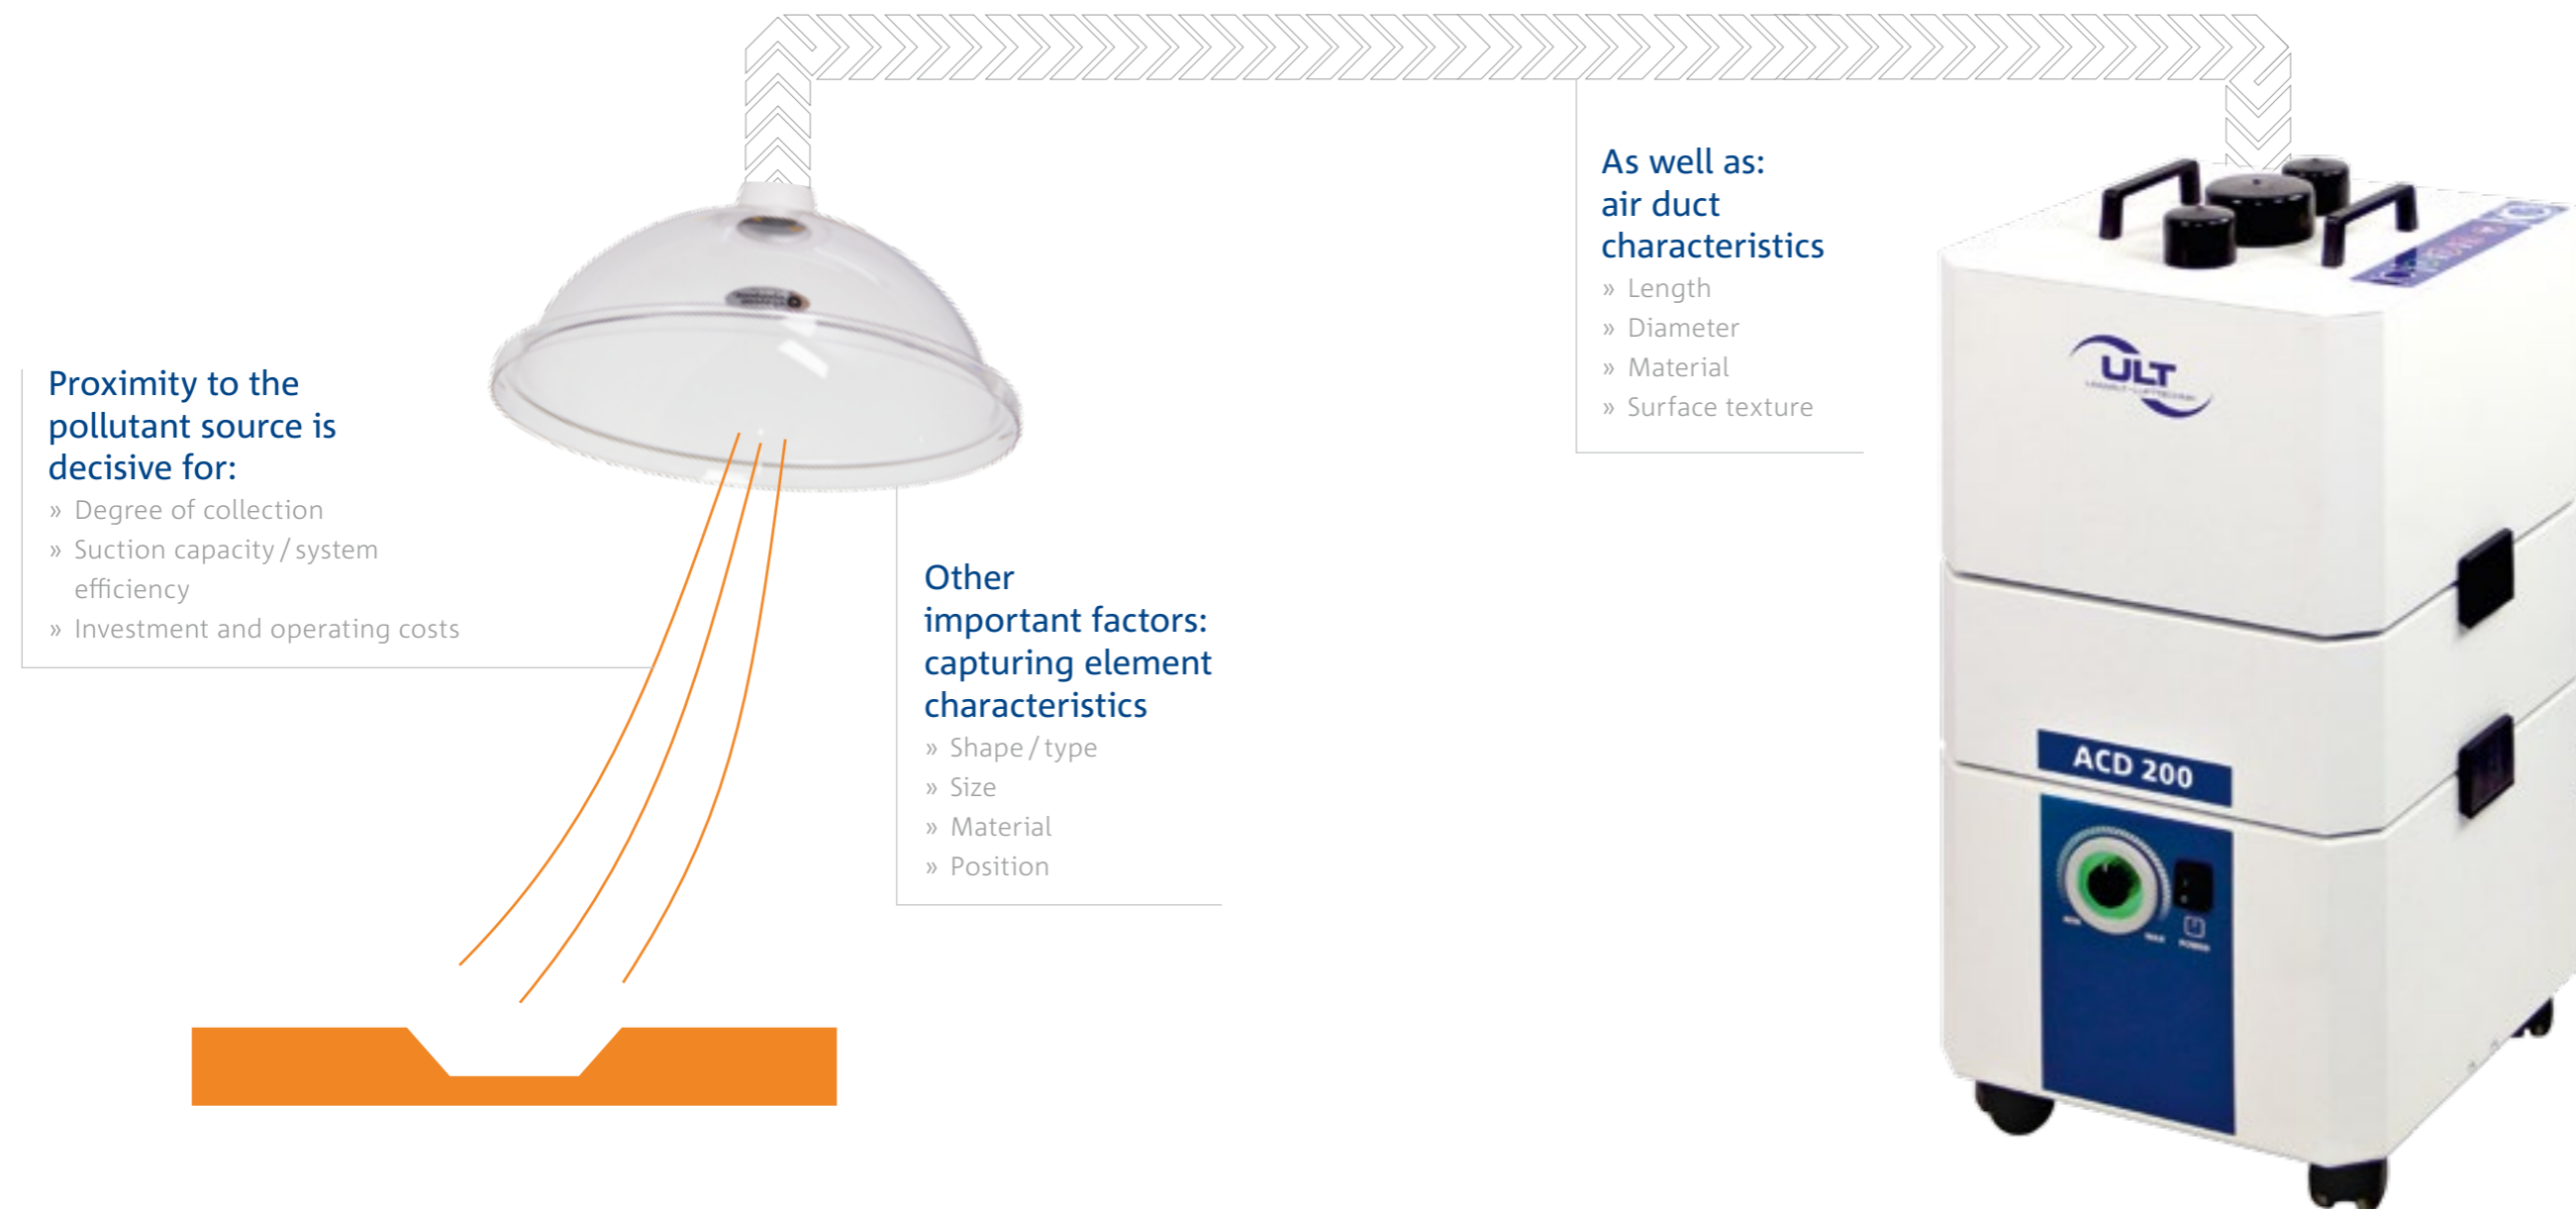 Proximity to the
pollutant source is
decisive for:
» Degree of collection
» Suction capacity / system
efficiency
» Investment and operating costs
Other
important factors:
capturing element
characteristics
» Shape / type
» Size
» Material
» Position
As well as:
air duct
characteristics
» Length
» Diameter
» Material
» Surface texture
ULT
ACD 200
MAX
POWER